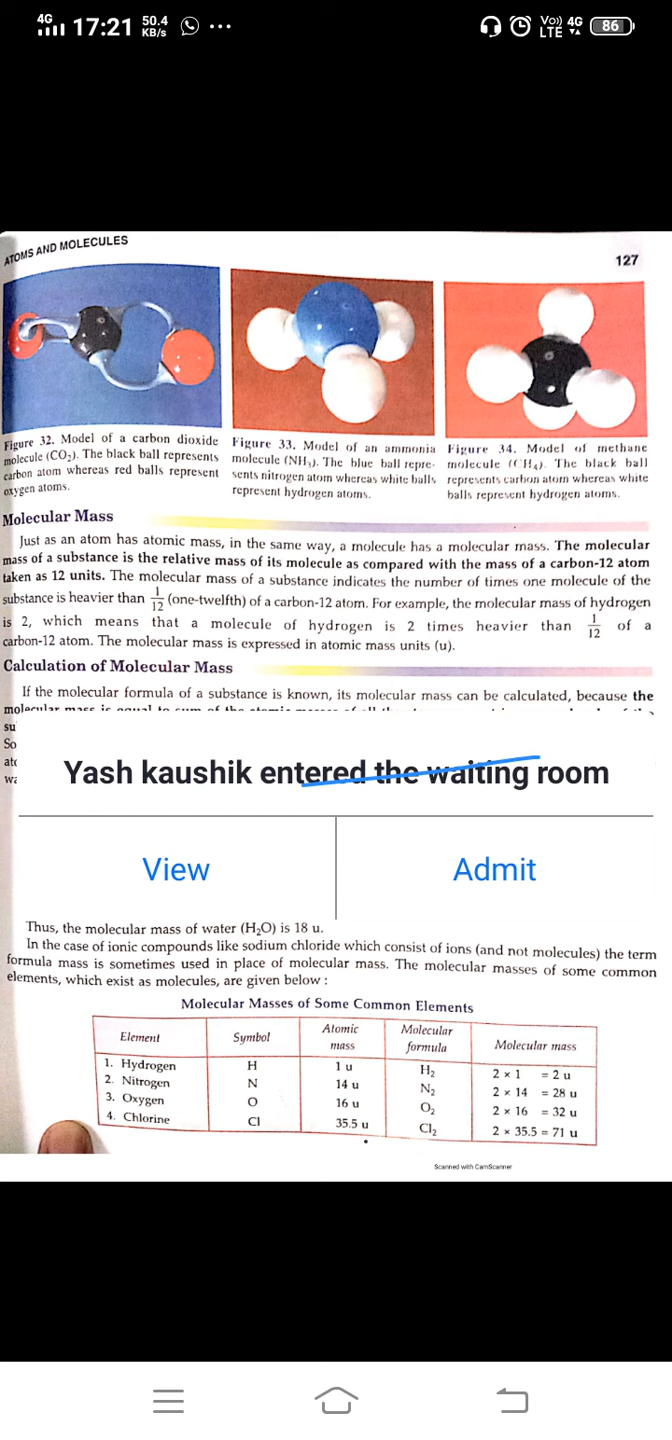 4G 17:21 50.4 KB/s ... Vo)) LTE 4G 86
ATOMS AND MOLECULES
127
Figure 32. Model of a carbon dioxide
molecule (CO₂). The black ball represents
carbon atom whereas red balls represent
oxygen atoms.
Figure 33. Model of an ammonia
molecule (NH₃). The blue ball repre-
sents nitrogen atom whereas white balls
represent hydrogen atoms.
Figure 34. Model of methane
molecule (CH₄). The black ball
represents carbon atom whereas white
balls represent hydrogen atoms.
Molecular Mass
Just as an atom has atomic mass, in the same way, a molecule has a molecular mass. The molecular
mass of a substance is the relative mass of its molecule as compared with the mass of a carbon-12 atom
taken as 12 units. The molecular mass of a substance indicates the number of times one molecule of the
substance is heavier than 1/12 (one-twelfth) of a carbon-12 atom. For example, the molecular mass of hydrogen
is 2, which means that a molecule of hydrogen is 2 times heavier than 1/12 of a
carbon-12 atom. The molecular mass is expressed in atomic mass units (u).
Calculation of Molecular Mass
If the molecular formula of a substance is known, its molecular mass can be calculated, because the
su
So
Yash kaushik entered the waiting room
View Admit
Thus, the molecular mass of water (H₂O) is 18 u.
In the case of ionic compounds like sodium chloride which consist of ions (and not molecules) the term
formula mass is sometimes used in place of molecular mass. The molecular masses of some common
elements, which exist as molecules, are given below :
Molecular Masses of Some Common Elements
Element Symbol Atomic mass Molecular formula Molecular mass
1. Hydrogen H 1 u H₂ 2 × 1 = 2 u
2. Nitrogen N 14 u N₂ 2 × 14 = 28 u
3. Oxygen O 16 u O₂ 2 × 16 = 32 u
4. Chlorine Cl 35.5 u Cl₂ 2 × 35.5 = 71 u
Scanned with CamScanner